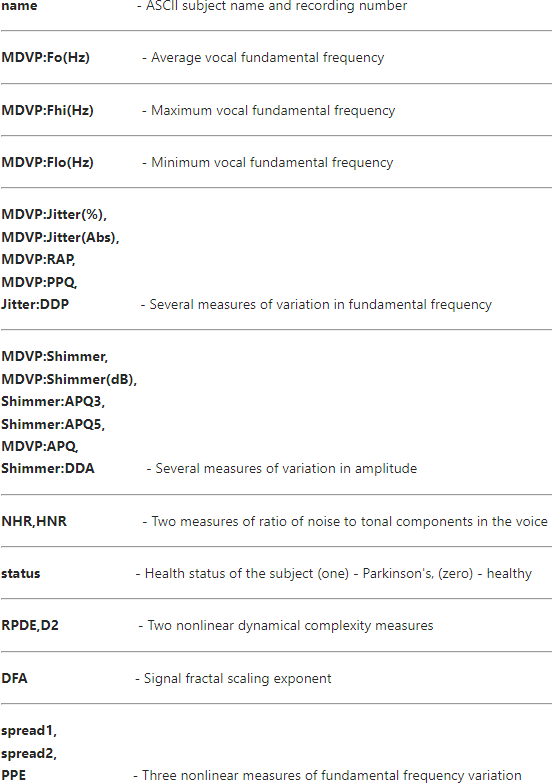 name - ASCII subject name and recording number
MDVP:Fo(Hz) - Average vocal fundamental frequency
MDVP:Fhi(Hz) - Maximum vocal fundamental frequency
MDVP:Flo(Hz) - Minimum vocal fundamental frequency
MDVP:Jitter(%),
MDVP:Jitter(Abs),
MDVP:RAP,
MDVP:PPQ,
Jitter:DDP - Several measures of variation in fundamental frequency
MDVP:Shimmer,
MDVP:Shimmer(dB),
Shimmer:APQ3,
Shimmer:APQ5,
MDVP:APQ,
Shimmer:DDA - Several measures of variation in amplitude
NHR,HNR - Two measures of ratio of noise to tonal components in the voice
status - Health status of the subject (one) - Parkinson's, (zero) - healthy
RPDE,D2 - Two nonlinear dynamical complexity measures
DFA - Signal fractal scaling exponent
spread1,
spread2,
PPE - Three nonlinear measures of fundamental frequency variation